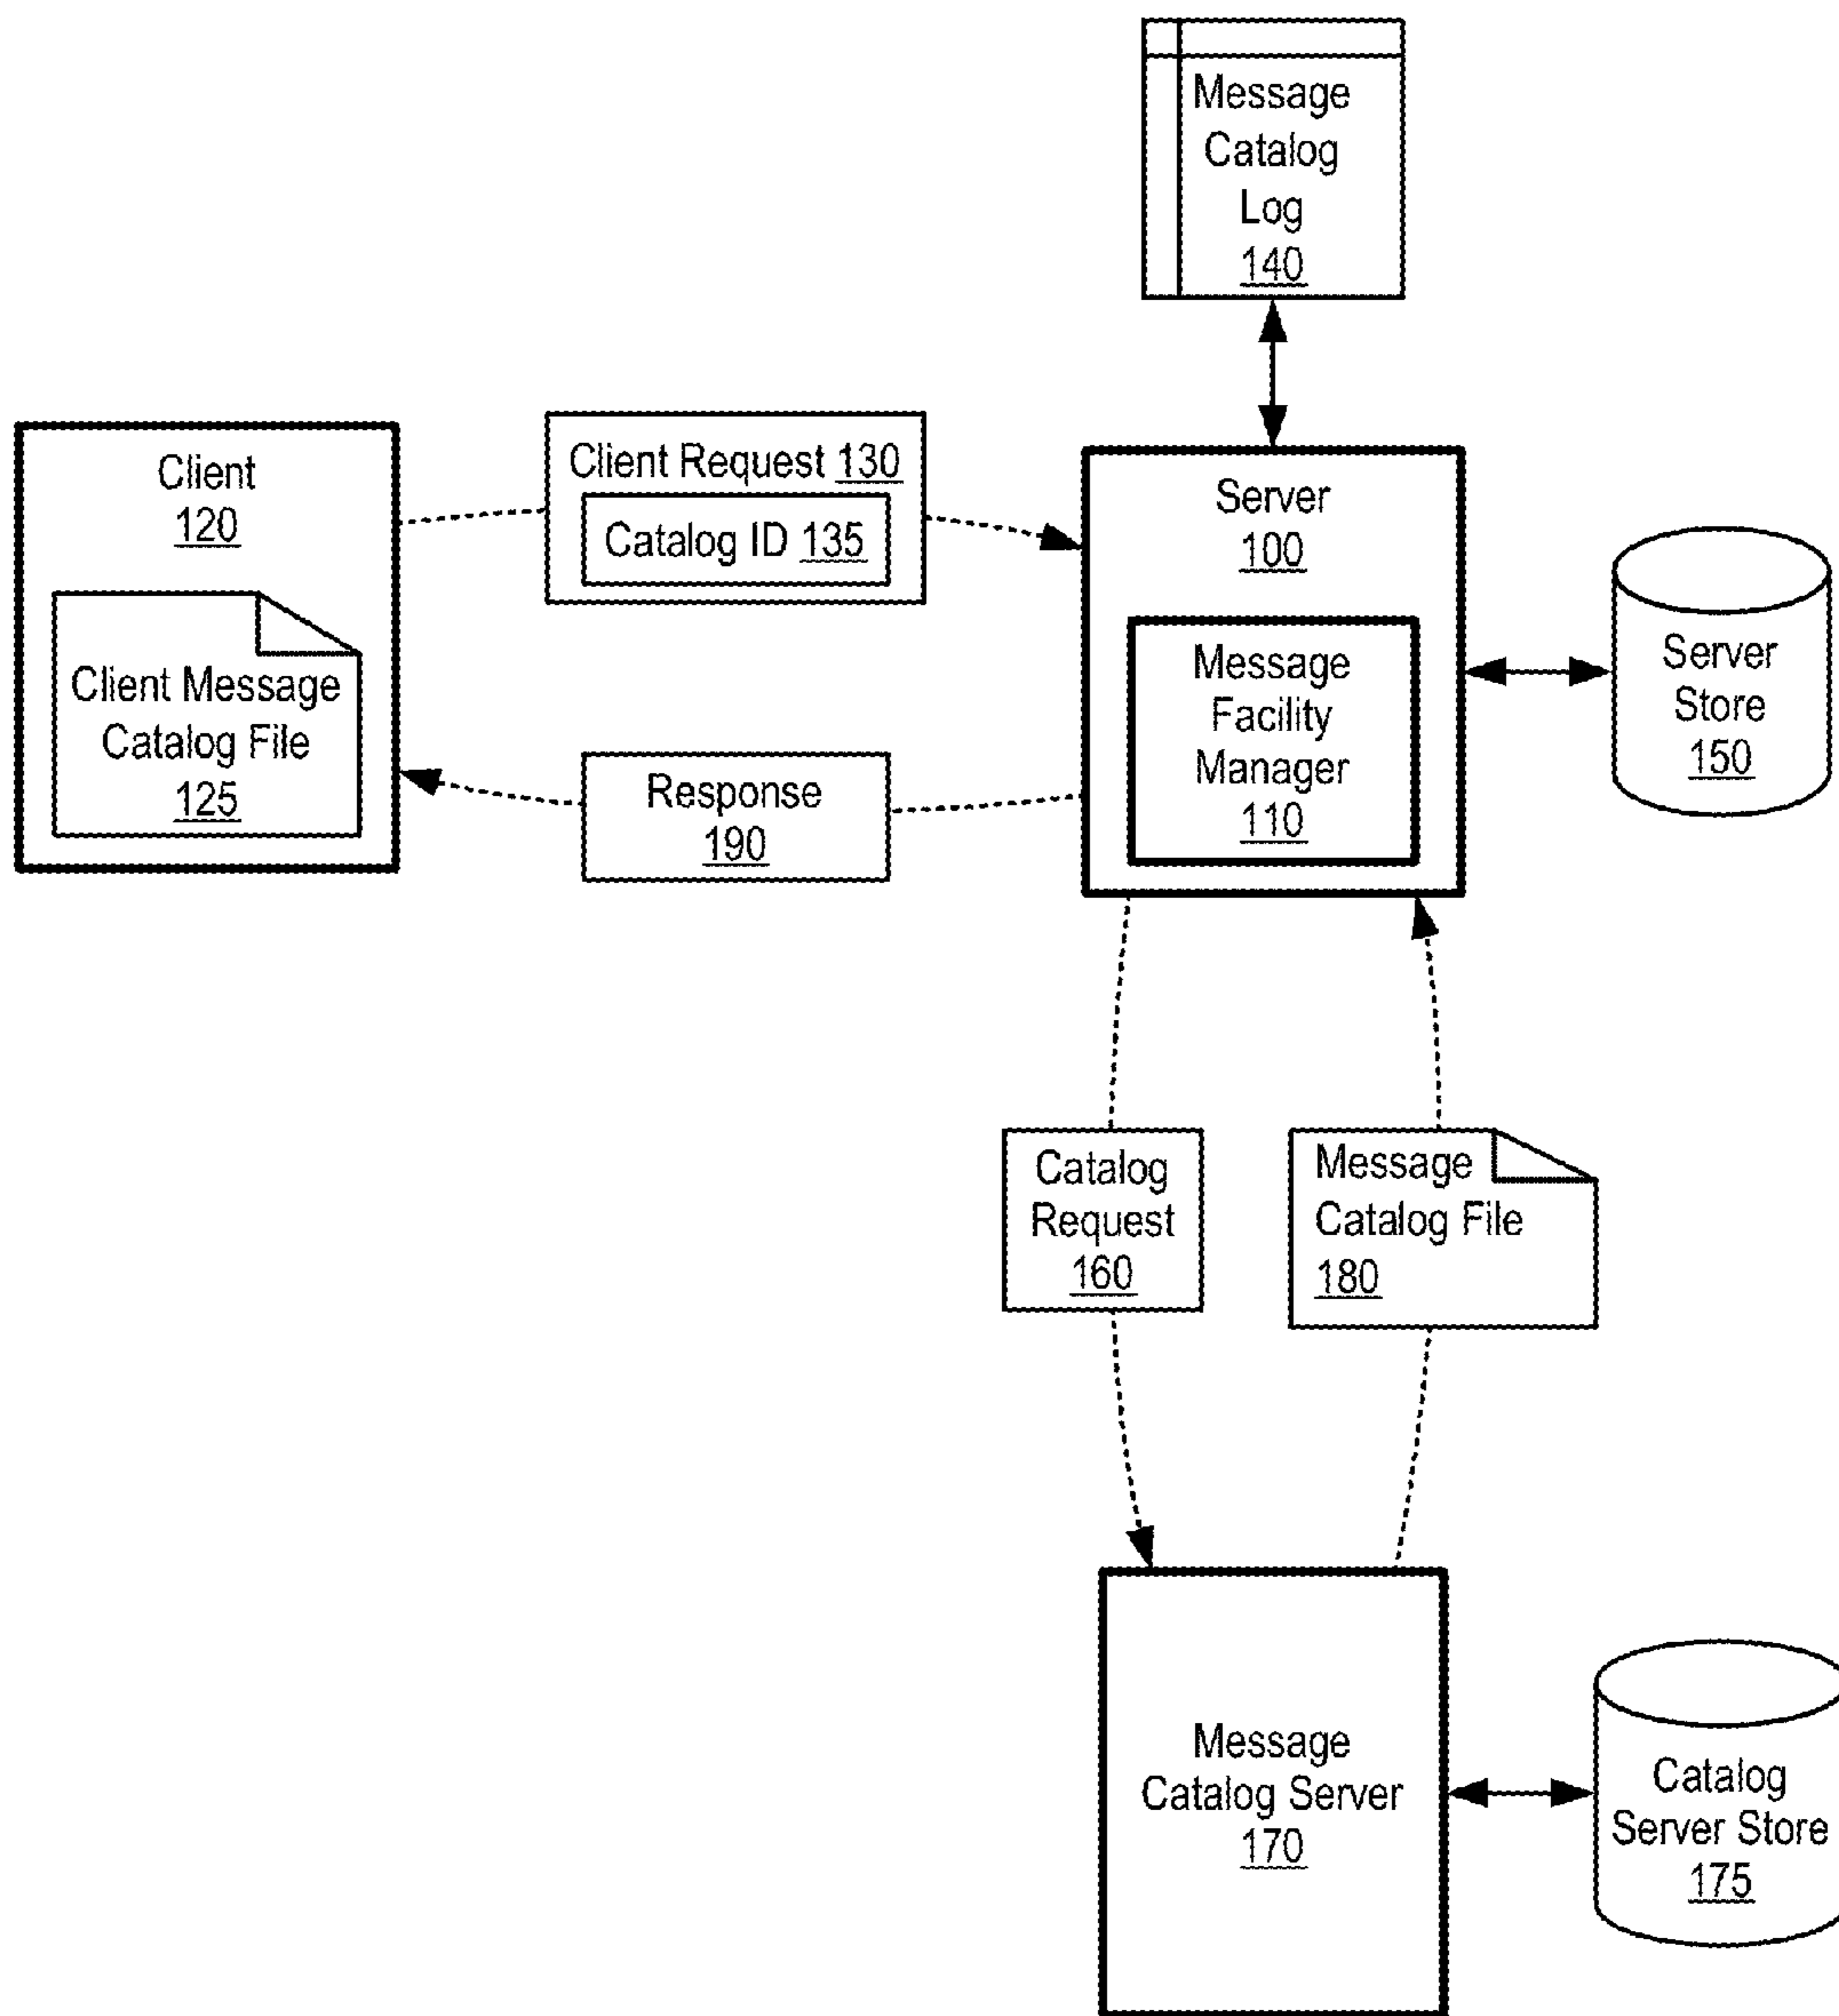 Message
Catalog
Log
140
Client
120
Client Message
Catalog File
125
Client Request 130
Catalog ID 135
Response
190
Server
100
Message
Facility
Manager
110
Server
Store
150
Catalog
Request
160
Message
Catalog File
180
Message
Catalog Server
170
Catalog
Server Store
175